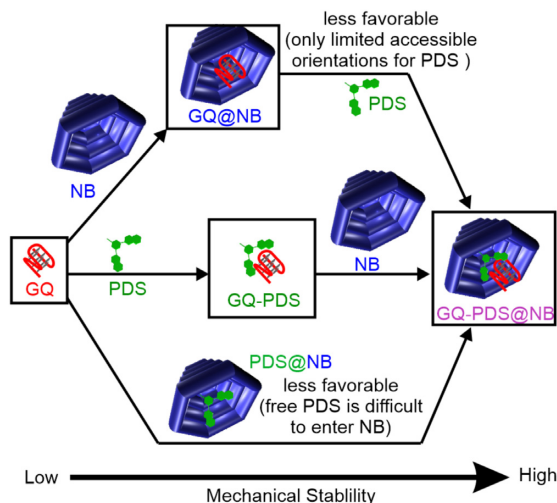 less favorable
(only limited accessible
orientations for PDS )
GQ@NB
PDS
NB
GQ
PDS
GQ-PDS
NB
GQ-PDS@NB
PDS@NB
less favorable
(free PDS is difficult
to enter NB)
Low
High
Mechanical Stablility